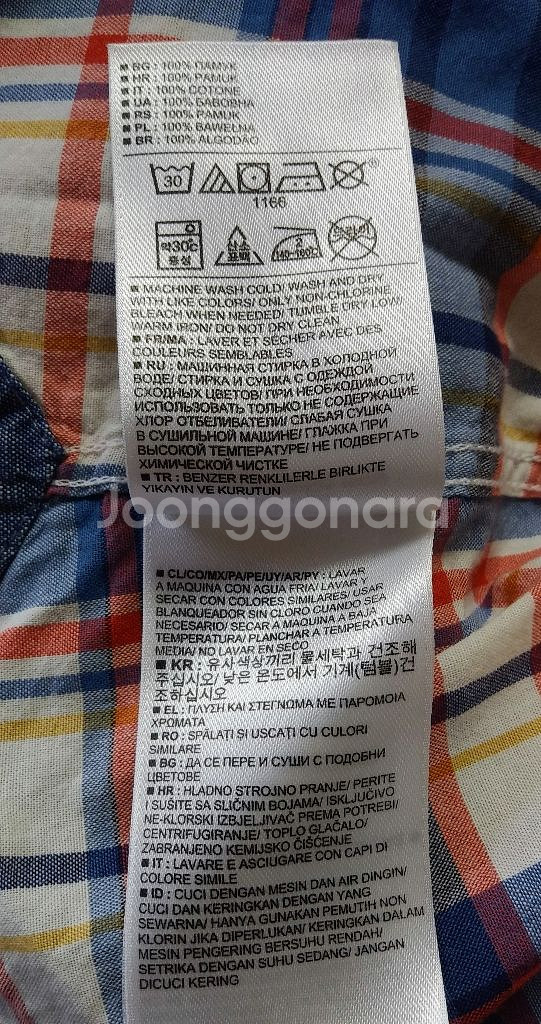 ■ BG : 100% ПАМУК
■ HR : 100% PAMUK
■ IT : 100% COTONE
■ UA : 100% БАВОВНА
■ RS : 100% PAMUK
■ PL : 100% BAWEŁNA
■ BR : 100% ALGODÃO
30
1166
약30℃ 중성
산소 표백
2 140~160℃
드라이
■ MACHINE WASH COLD/ WASH AND DRY
WITH LIKE COLORS/ ONLY NON-CHLORINE
BLEACH WHEN NEEDED/ TUMBLE DRY LOW/
WARM IRON/ DO NOT DRY CLEAN
■ FR/MA : LAVER ET SÉCHER AVEC DES
COULEURS SEMBLABLES
■ RU : МАШИННАЯ СТИРКА В ХОЛОДНОЙ
ВОДЕ/ СТИРКА И СУШКА С ОДЕЖДОЙ
СХОДНЫХ ЦВЕТОВ/ ПРИ НЕОБХОДИМОСТИ
ИСПОЛЬЗОВАТЬ ТОЛЬКО НЕ СОДЕРЖАЩИЕ
ХЛОР ОТБЕЛИВАТЕЛИ/ СЛАБАЯ СУШКА
В СУШИЛЬНОЙ МАШИНЕ/ ГЛАЖКА ПРИ
ВЫСОКОЙ ТЕМПЕРАТУРЕ/ НЕ ПОДВЕРГАТЬ
ХИМИЧЕСКОЙ ЧИСТКЕ
■ TR : BENZER RENKLILERLE BIRLIKTE
YIKAYIN VE KURUTUN
Joonggonara
■ CL/CO/MX/PA/PE/UY/AR/PY : LAVAR
A MAQUINA CON AGUA FRIA/ LAVAR Y
SECAR CON COLORES SIMILARES/ USAR
BLANQUEADOR SIN CLORO CUANDO SEA
NECESARIO/ SECAR A MAQUINA A BAJA
TEMPERATURA/ PLANCHAR A TEMPERATURA
MEDIA/ NO LAVAR EN SECO
■ KR : 유사색상끼리 물세탁과 건조해
주십시오/ 낮은 온도에서 기계(텀블)건
조하십시오
■ EL : ΠΛΥΣΗ ΚΑΙ ΣΤΕΓΝΩΜΑ ΜΕ ΠΑΡΟΜΟΙΑ
ΧΡΩΜΑΤΑ
■ RO : SPĂLAȚI ȘI USCAȚI CU CULORI
SIMILARE
■ BG : ДА СЕ ПЕРЕ И СУШИ С ПОДОБНИ
ЦВЕТОВЕ
■ HR : HLADNO STROJNO PRANJE/ PERITE
I SUŠITE SA SLIČNIM BOJAMA/ ISKLJUČIVO
NE-KLORSKI IZBJELJIVAČ PREMA POTREBI/
CENTRIFUGIRANJE/ TOPLO GLAČALO/
ZABRANJENO KEMIJSKO ČIŠĆENJE
■ IT : LAVARE E ASCIUGARE CON CAPI DI
COLORE SIMILE
■ ID : CUCI DENGAN MESIN DAN AIR DINGIN/
CUCI DAN KERINGKAN DENGAN YANG
SEWARNA/ HANYA GUNAKAN PEMUTIH NON
KLORIN JIKA DIPERLUKAN/ KERINGKAN DALAM
MESIN PENGERING BERSUHU RENDAH/
SETRIKA DENGAN SUHU SEDANG/ JANGAN
DICUCI KERING